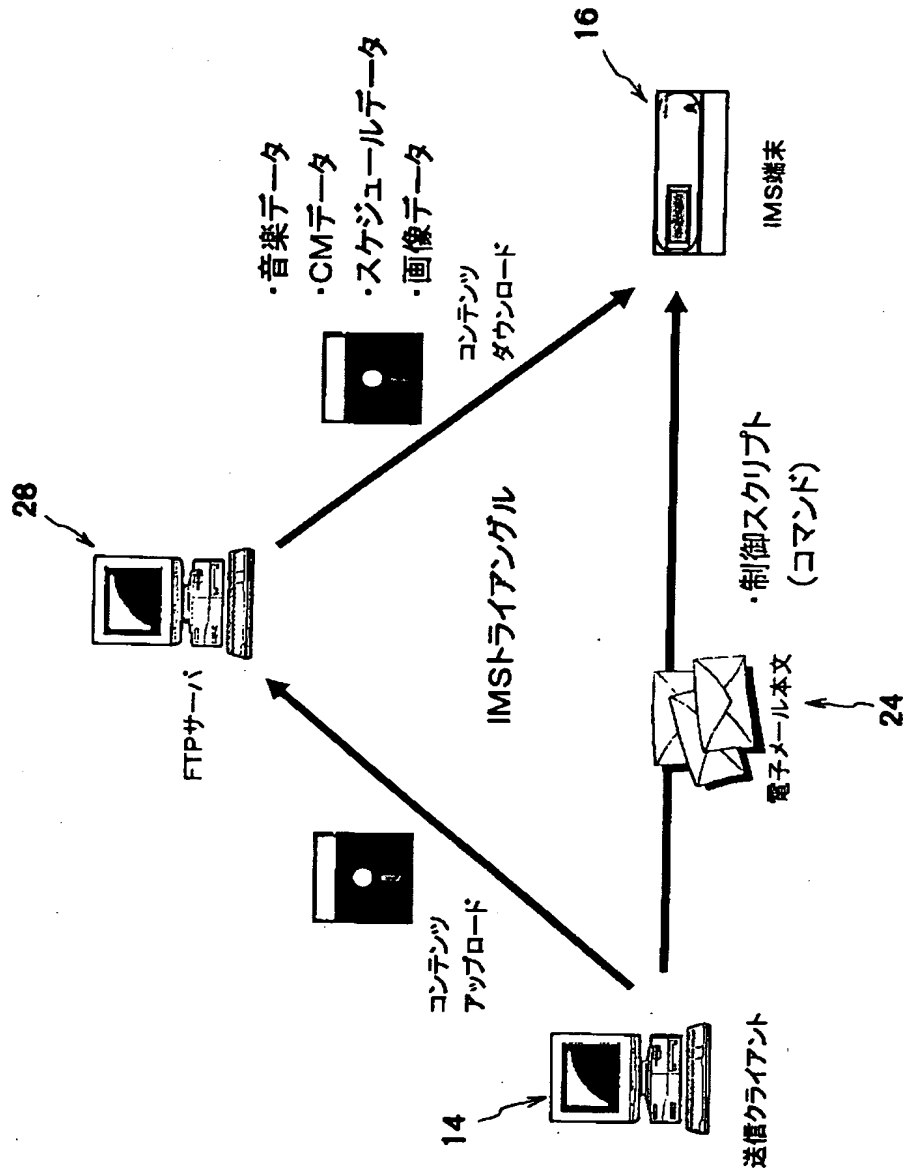 28
FTPサーバ
・音楽データ
・CMデータ
・スケジュールデータ
・画像データ
コンテンツ
ダウンロード
コンテンツ
アップロード
IMSトライアングル
16
IMS端末
14
送信クライアント
電子メール本文
24
・制御スクリプト
(コマンド)